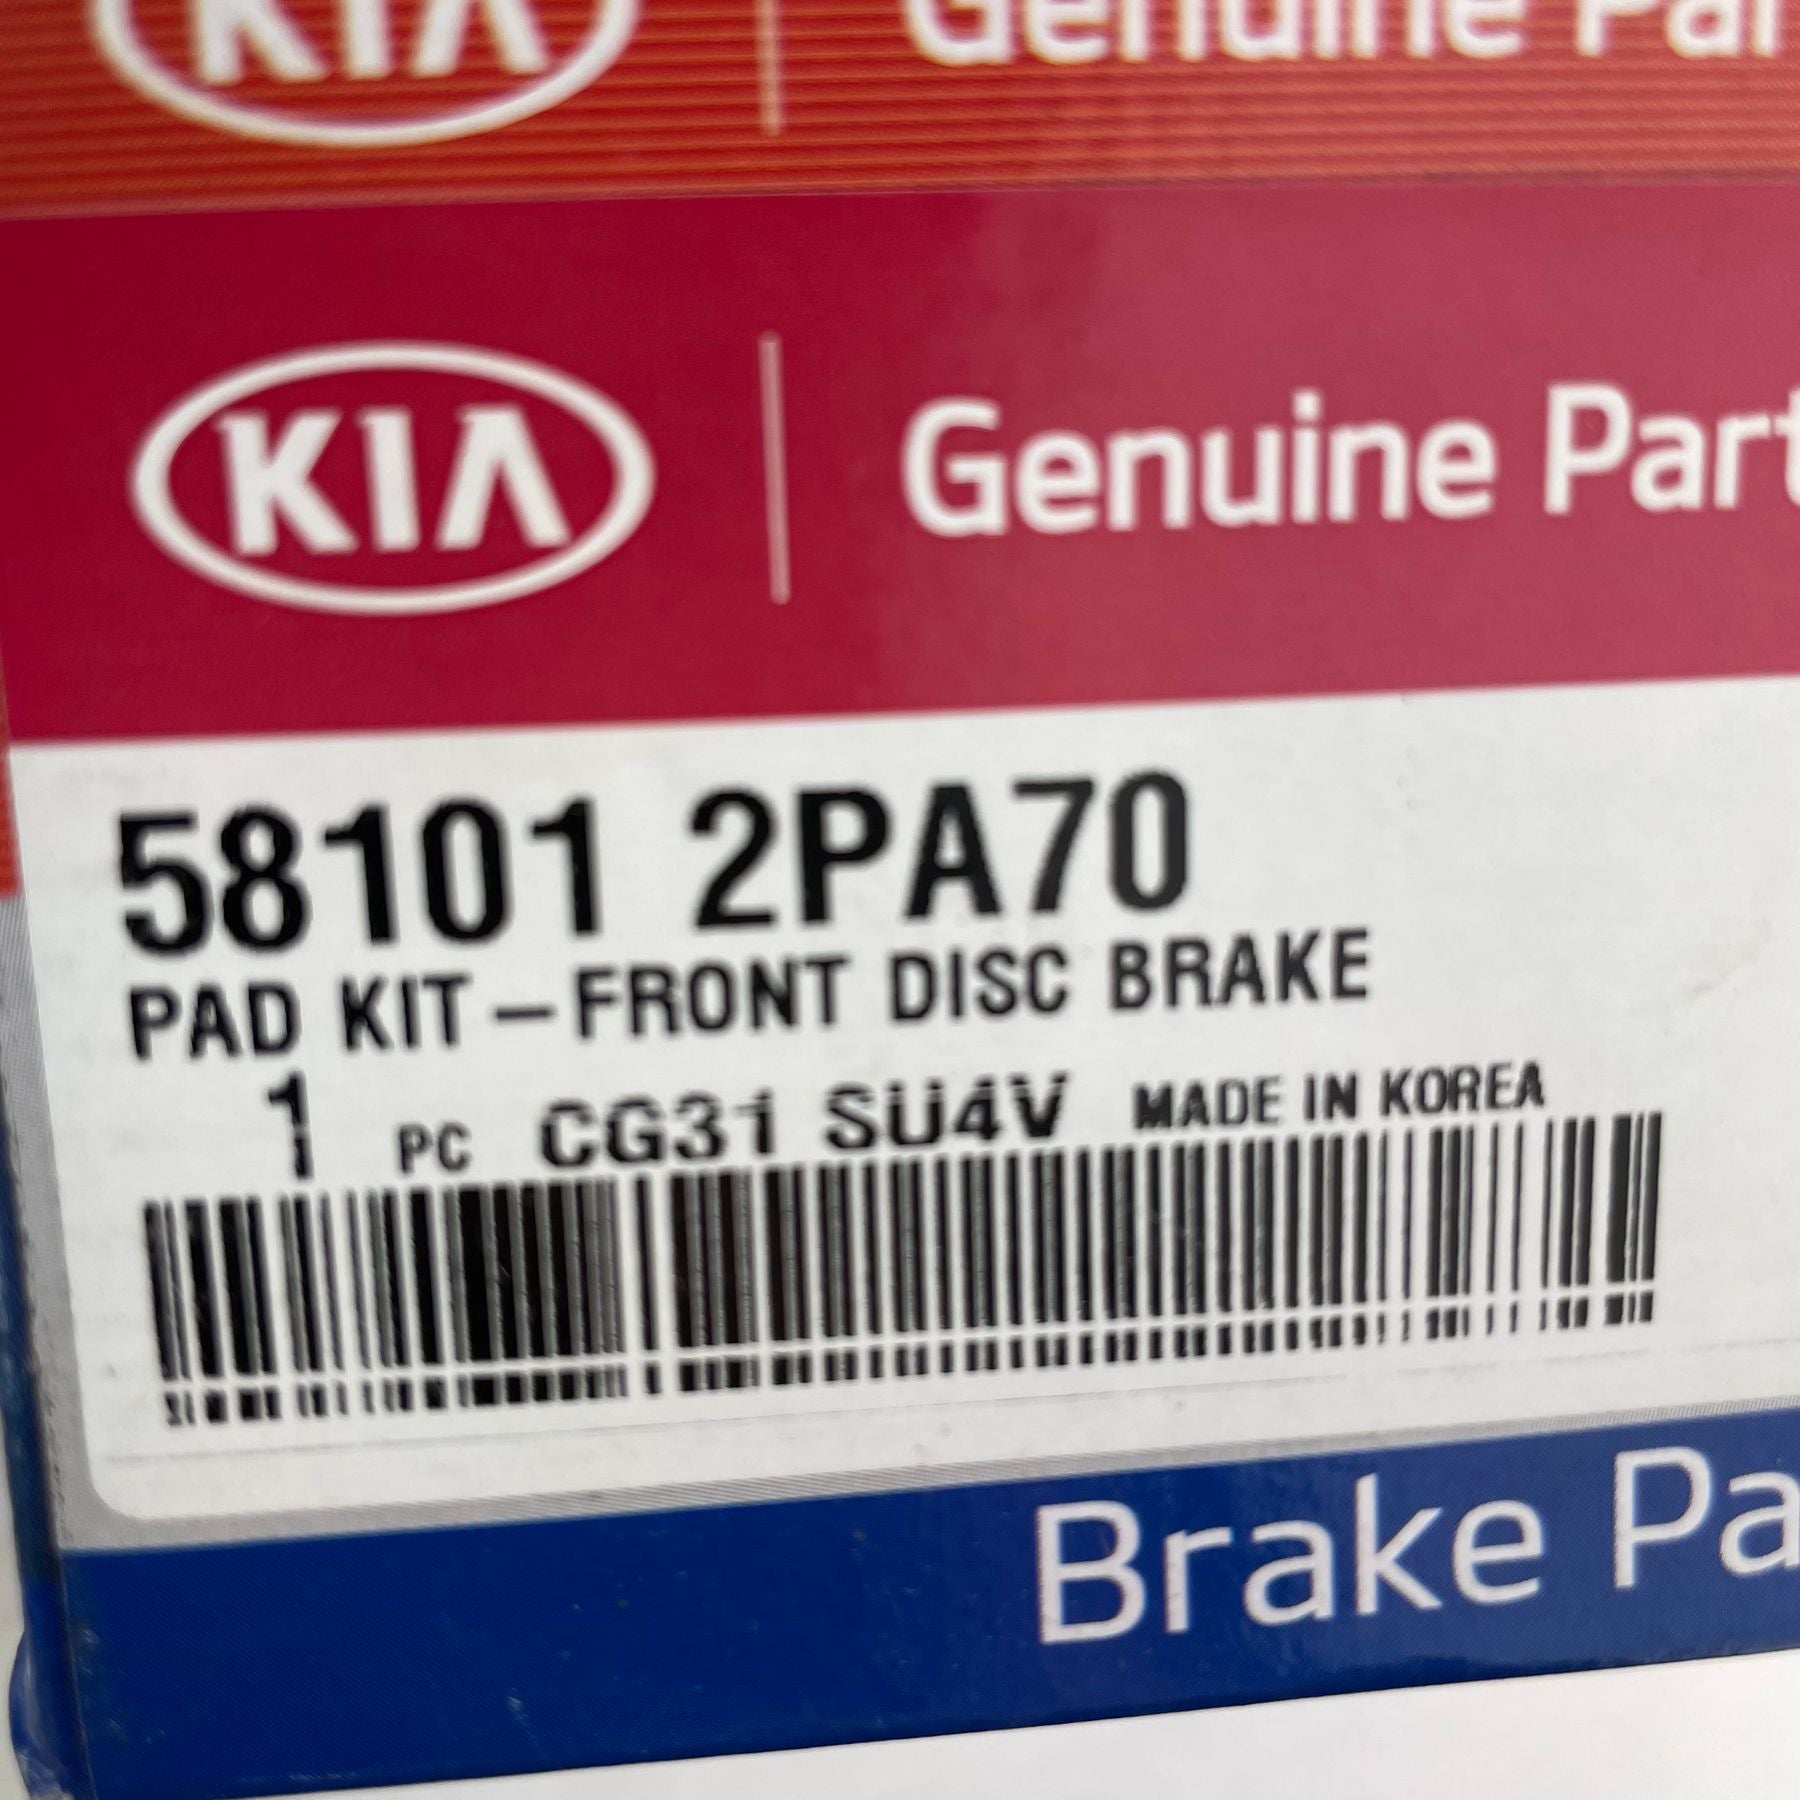 KIA Genuine Par
KIA Genuine Part
58101 2PA70
PAD KIT-FRONT DISC BRAKE
1 PC CG31 SU4V MADE IN KOREA
Brake Pa